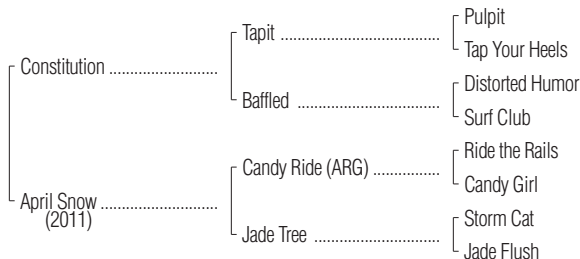 Pulpit
Tapit ..........................................
Tap Your Heels
Constitution ............................
Distorted Humor
Baffled ......................................
Surf Club
Ride the Rails
Candy Ride (ARG) .................
Candy Girl
April Snow ..............................
(2011)
Storm Cat
Jade Tree .................................
Jade Flush